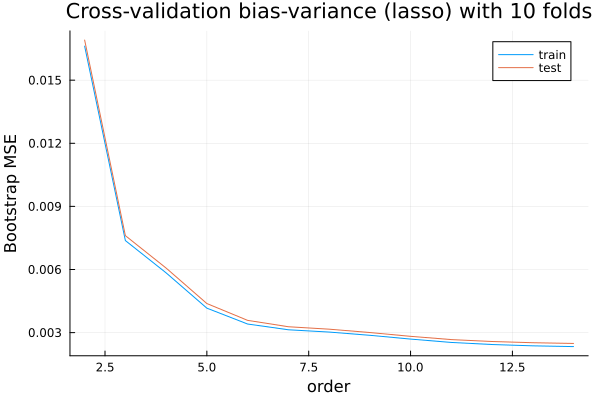 Cross-validation bias-variance (lasso) with 10 folds
train
test
Bootstrap MSE
0.015
0.012
0.009
0.006
0.003
2.5 5.0 7.5 10.0 12.5
order